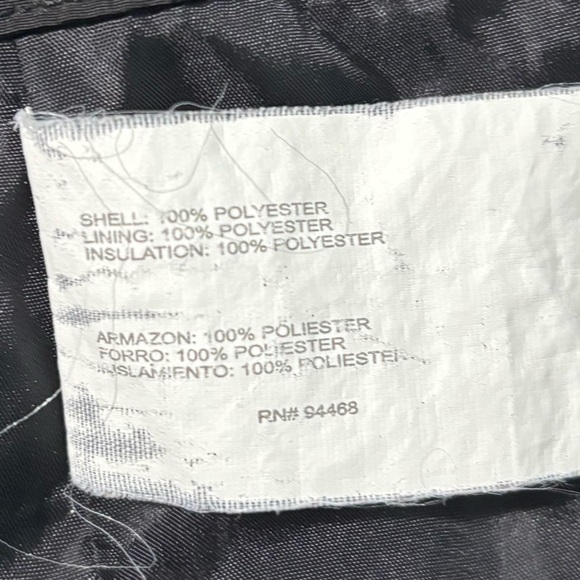 SHELL: 100% POLYESTER
LINING: 100% POLYESTER
INSULATION: 100% POLYESTER
ARMAZON: 100% POLIESTER
FORRO: 100% POLIESTER
AISLAMIENTO: 100% POLIESTER
RN# 94468